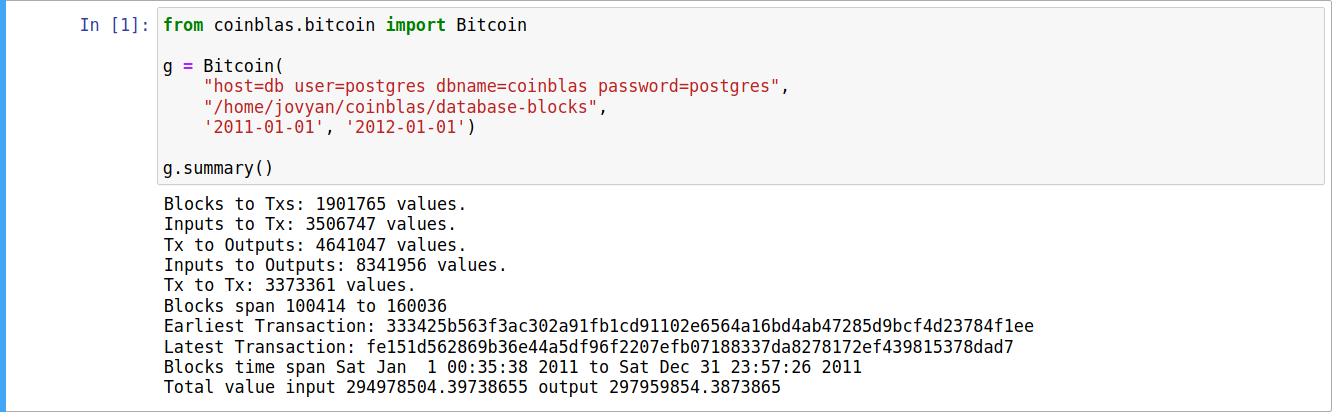 In [1]: from coinblas.bitcoin import Bitcoin
g = Bitcoin(
"host=db user=postgres dbname=coinblas password=postgres",
"/home/jovyan/coinblas/database-blocks",
'2011-01-01', '2012-01-01')
g.summary()
Blocks to Txs: 1901765 values.
Inputs to Tx: 3506747 values.
Tx to Outputs: 4641047 values.
Inputs to Outputs: 8341956 values.
Tx to Tx: 3373361 values.
Blocks span 100414 to 160036
Earliest Transaction: 333425b563f3ac302a91fb1cd91102e6564a16bd4ab47285d9bcf4d23784f1ee
Latest Transaction: fe151d562869b36e44a5df96f2207efb07188337da8278172ef439815378dad7
Blocks time span Sat Jan  1 00:35:38 2011 to Sat Dec 31 23:57:26 2011
Total value input 294978504.39738655 output 297959854.3873865